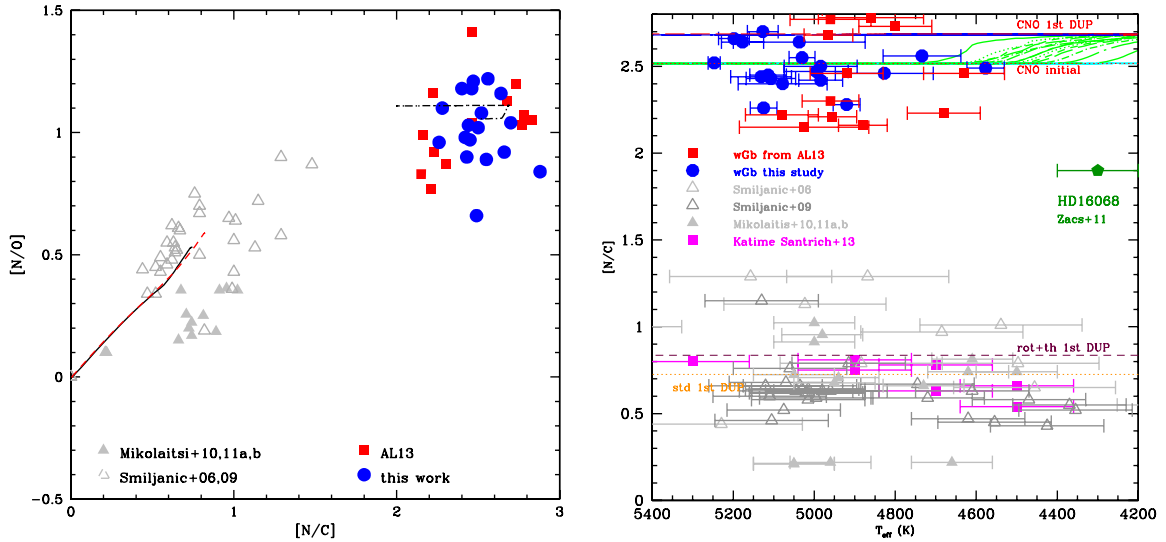 1.5
1
0.5
0
-0.5
[N/O]
Mikolaitsi+10,11a,b
Smiljanic+06,09
AL13
this work
0
1
2
3
[N/C]
2.5
2
1.5
1
0.5
0
[N/C]
CNO 1st DUP
CNO initial
wGb from AL13
wGb this study
Smiljanic+06
Smiljanic+09
Mikolaitis+10,11a,b
Katime Santrich+13
HD16068
Zacs+11
rot+th 1st DUP
std 1st DUP
5400
5200
5000
4800
4600
4400
4200
Teff (K)